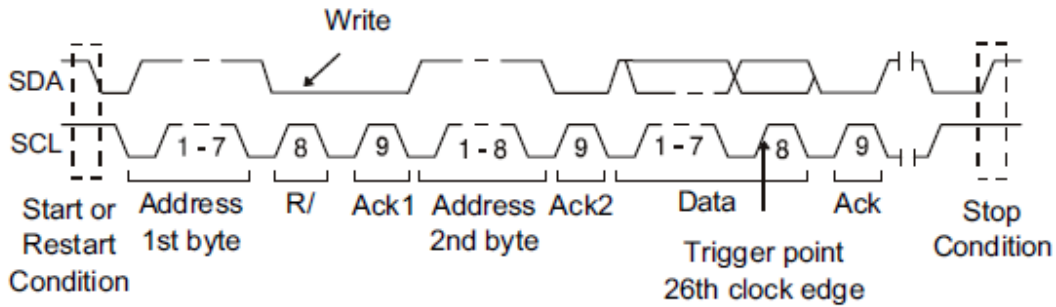 Write
SDA
SCL
1 - 7
8
9
1 - 8
9
1 - 7
8
9
Start or
Restart
Condition
Address
1st byte
R/
Ack1
Address
2nd byte
Ack2
Data
Ack
Stop
Condition
Trigger point
26th clock edge